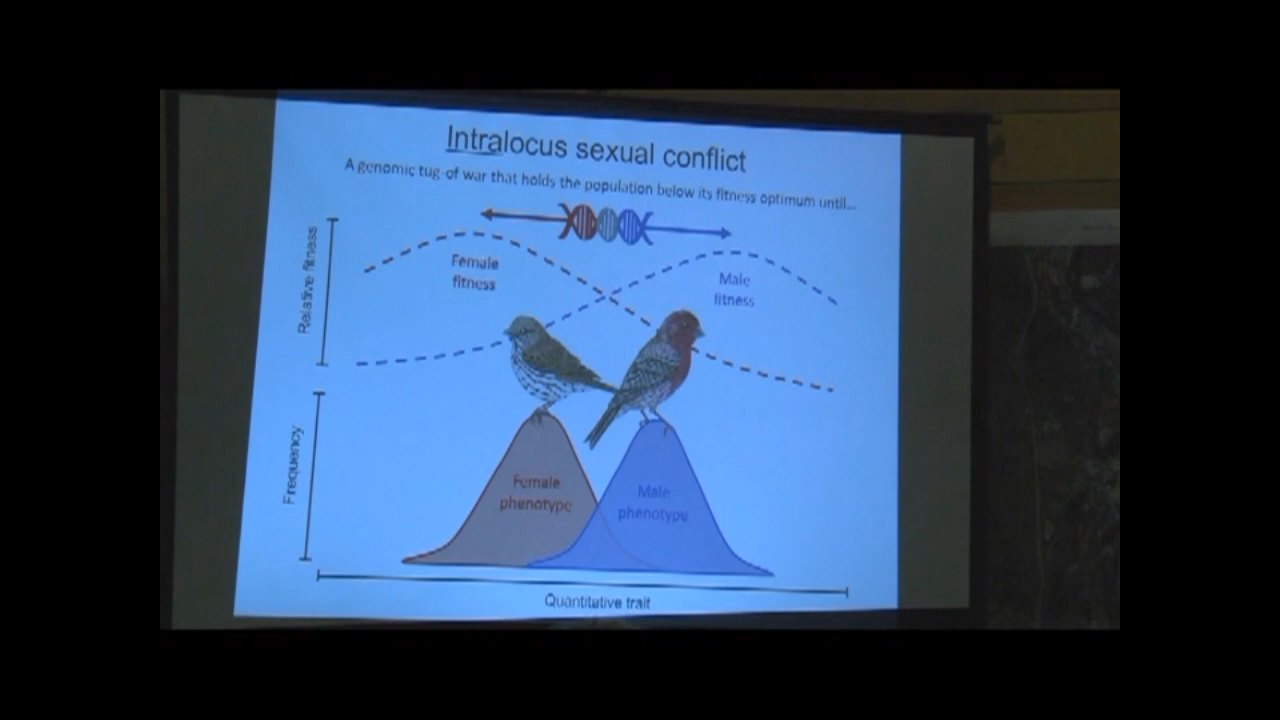 Intralocus sexual conflict
A genomic tug-of war that holds the population below its fitness optimum until...
Relative fitness
Female
fitness
Male
fitness
Frequency
Female
phenotype
Male
phenotype
Quantitative trait